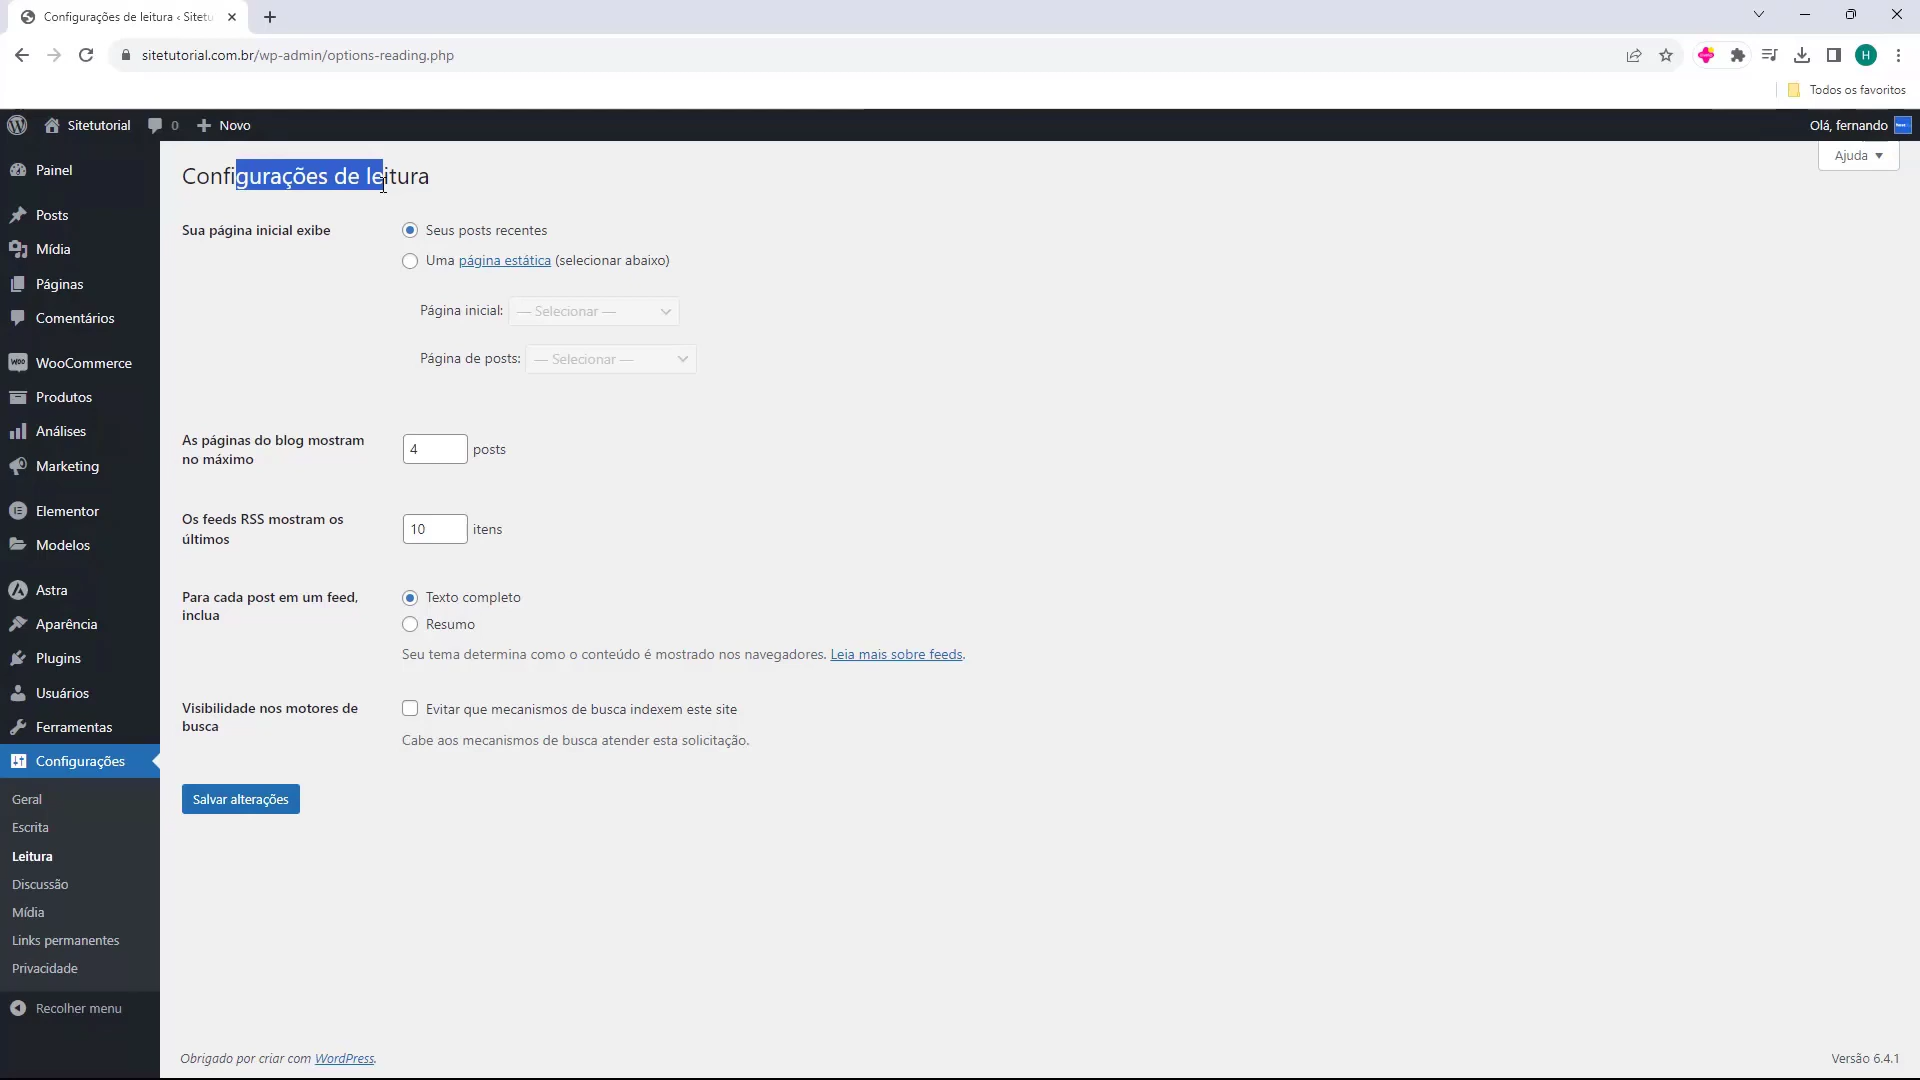 Configurações de leitura ‹ Sitetu
sitetutorial.com.br/wp-admin/options-reading.php
H
Todos os favoritos
Sitetutorial
0
Novo
Olá, fernando
Painel
Posts
Mídia
Páginas
Comentários
WooCommerce
Produtos
Análises
Marketing
Elementor
Modelos
Astra
Aparência
Plugins
Usuários
Ferramentas
Configurações
Geral
Escrita
Leitura
Discussão
Mídia
Links permanentes
Privacidade
Recolher menu
Ajuda
Configurações de leitura
Sua página inicial exibe
Seus posts recentes
Uma página estática (selecionar abaixo)
Página inicial: — Selecionar —
Página de posts: — Selecionar —
As páginas do blog mostram
no máximo
4 posts
Os feeds RSS mostram os
últimos
10 itens
Para cada post em um feed,
inclua
Texto completo
Resumo
Seu tema determina como o conteúdo é mostrado nos navegadores. Leia mais sobre feeds.
Visibilidade nos motores de
busca
Evitar que mecanismos de busca indexem este site
Cabe aos mecanismos de busca atender esta solicitação.
Salvar alterações
Obrigado por criar com WordPress.
Versão 6.4.1